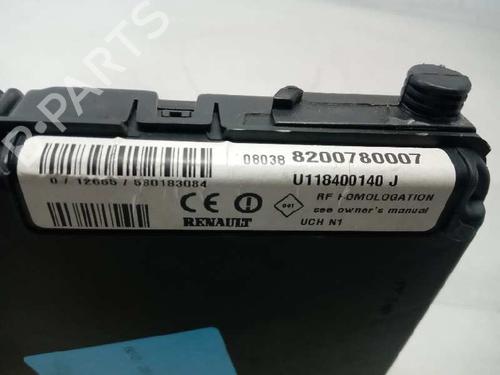 B-PARTS
08038 8200780007
0 / 12665 / 580183084
U118400140 J
CE
RENAULT
RF HOMOLOGATION
see owner's manual
UCH N1